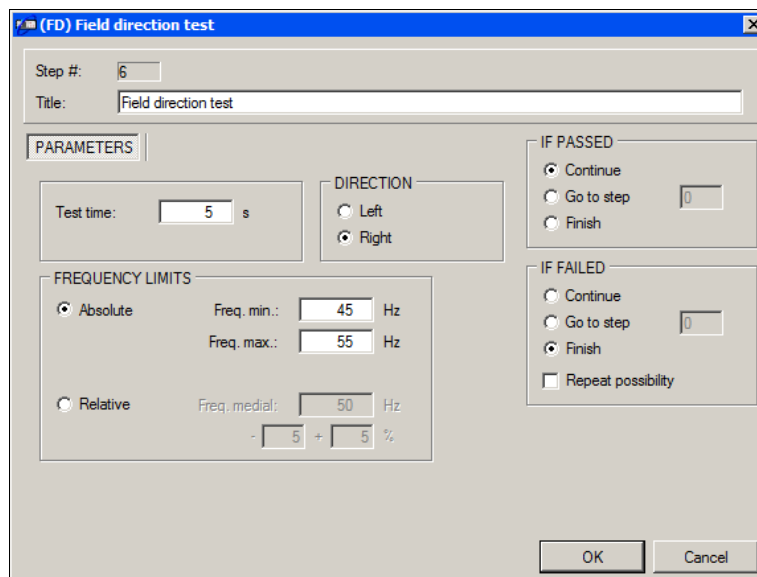 (FD) Field direction test
Step #: 6
Title: Field direction test
PARAMETERS
Test time: 5 s
DIRECTION
Left
Right
FREQUENCY LIMITS
Absolute Freq. min.: 45 Hz
Freq. max.: 55 Hz
Relative Freq. medial: 50 Hz
- 5 + 5 %
IF PASSED
Continue
Go to step 0
Finish
IF FAILED
Continue
Go to step 0
Finish
Repeat possibility
OK Cancel